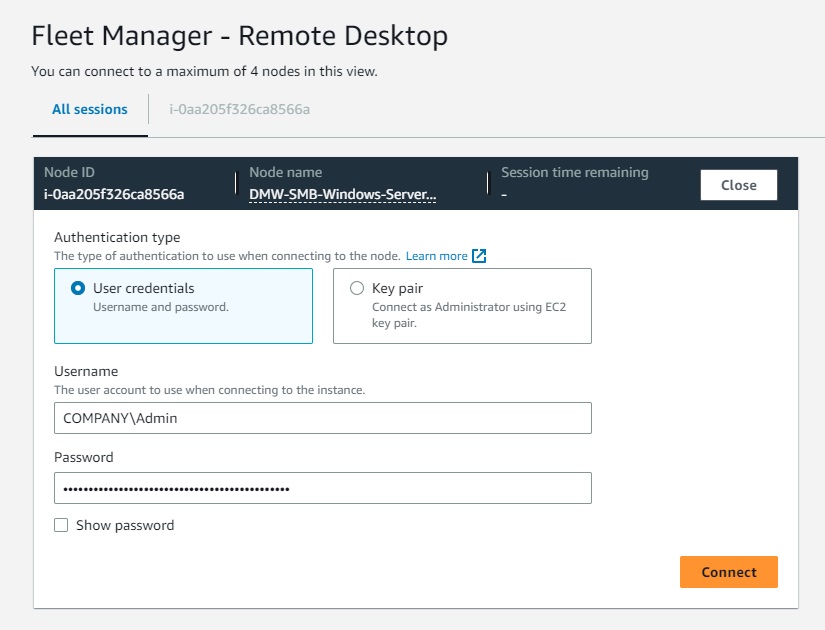 Fleet Manager - Remote Desktop
You can connect to a maximum of 4 nodes in this view.
All sessions
i-0aa205f326ca8566a
Node ID
i-0aa205f326ca8566a
Node name
DMW-SMB-Windows-Server...
Session time remaining
-
Close
Authentication type
The type of authentication to use when connecting to the node. Learn more
User credentials
Username and password.
Key pair
Connect as Administrator using EC2
key pair.
Username
The user account to use when connecting to the instance.
COMPANY\Admin
Password
•••••••••••••••••••••••••••••••••••••••••••••
Show password
Connect